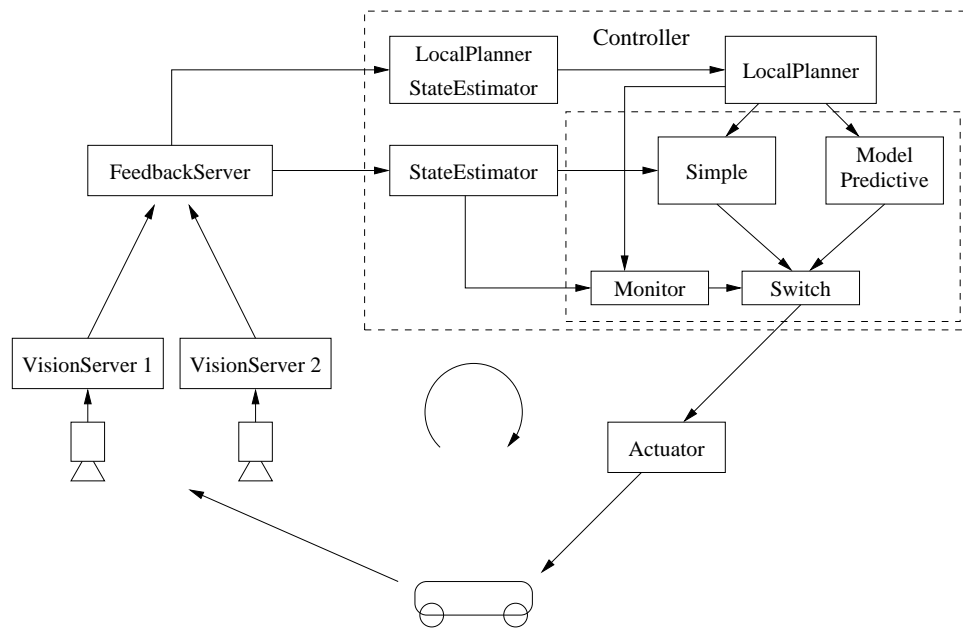 Controller
LocalPlanner
StateEstimator
LocalPlanner
FeedbackServer
StateEstimator
Simple
Model
Predictive
Monitor
Switch
VisionServer 1
VisionServer 2
Actuator